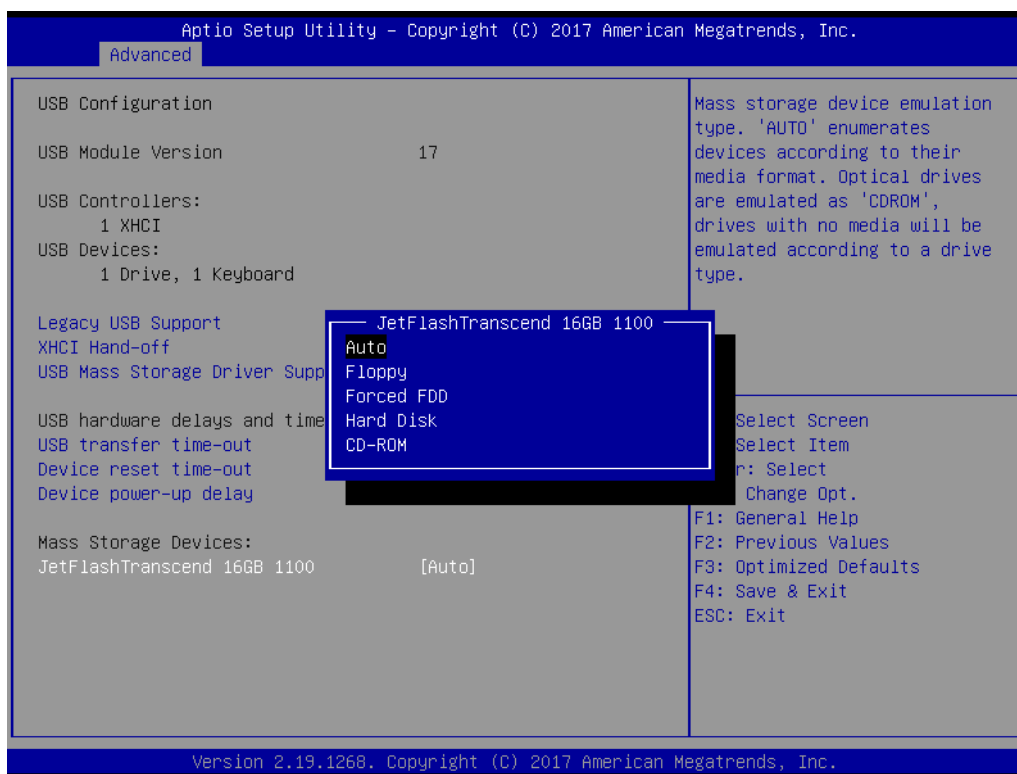 Aptio Setup Utility – Copyright (C) 2017 American Megatrends, Inc.
Advanced
USB Configuration
USB Module Version 17
USB Controllers:
1 XHCI
USB Devices:
1 Drive, 1 Keyboard
Legacy USB Support
XHCI Hand-off
USB Mass Storage Driver Supp
USB hardware delays and time
USB transfer time-out
Device reset time-out
Device power-up delay
Mass Storage Devices:
JetFlashTranscend 16GB 1100 [Auto]
JetFlashTranscend 16GB 1100
Auto
Floppy
Forced FDD
Hard Disk
CD-ROM
Mass storage device emulation
type. 'AUTO' enumerates
devices according to their
media format. Optical drives
are emulated as 'CDROM',
drives with no media will be
emulated according to a drive
type.
Select Screen
Select Item
r: Select
Change Opt.
F1: General Help
F2: Previous Values
F3: Optimized Defaults
F4: Save & Exit
ESC: Exit
Version 2.19.1268. Copyright (C) 2017 American Megatrends, Inc.